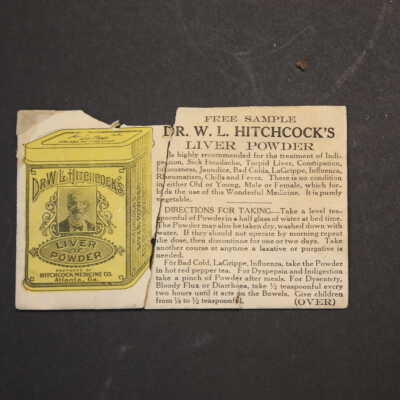 DR. W. L. HITCHCOCK'S
LIVER
POWDER
HITCHCOCK MEDICINE CO.
Atlanta, Ga.
FREE SAMPLE
DR. W. L. HITCHCOCK'S
LIVER POWDER
Is highly recommended for the treatment of Indi-
gestion, Sick Headache, Torpid Liver, Constipation,
Biliousness, Jaundice, Bad Colds, LaGrippe, Influenza,
Rheumatism, Chills and Fever. There is no condition
in either Old or Young, Male or Female, which for-
bids the use of this Wonderful Medicine. It is purely
vegetable.
DIRECTIONS FOR TAKING—Take a level tea-
spoonful of Powder in a half glass of water at bed time.
The Powder may also be taken dry, washed down with
water. If they should not operate by morning repeat
the dose, then discontinue for one or two days. Take
another course at anytime a laxative or purgative is
needed.
For Bad Cold, LaGrippe, Influenza, take the Powder
in hot red pepper tea. For Dyspepsia and Indigestion
take a pinch of Powder after meals. For Dysentery,
Bloody Flux or Diarrhœa, take ½ teaspoonful every
two hours until it acts on the Bowels. Give children
from ⅛ to ½ teaspoonful.
(OVER)